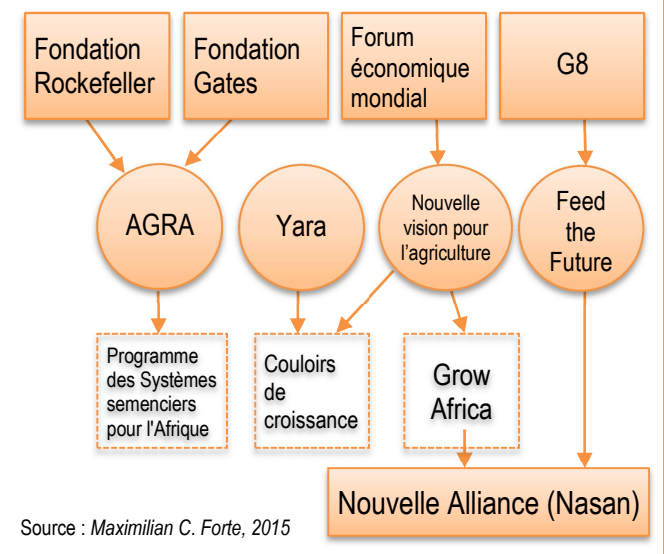 Fondation
Rockefeller
Fondation
Gates
Forum
économique
mondial
G8
AGRA
Yara
Nouvelle
vision pour
l'agriculture
Feed
the
Future
Programme
des Systèmes
semenciers
pour l'Afrique
Couloirs
de
croissance
Grow
Africa
Nouvelle Alliance (Nasan)
Source : Maximilian C. Forte, 2015